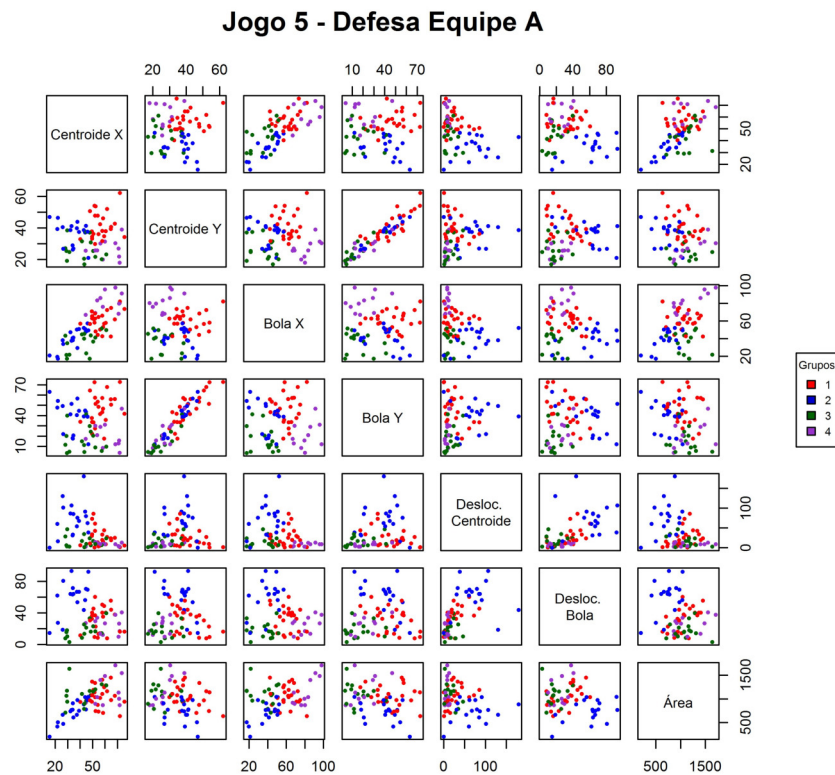 Jogo 5 - Defesa Equipe A
20 40 60
10 40 70
0 40 80
Centroide X
20 50
20 40 60
Centroide Y
Bola X
20 60 100
10 40 70
Bola Y
Grupos
1
2
3
4
Desloc.
Centroide
0 100
0 40 80
Desloc.
Bola
Área
500 1500
20 50
20 60 100
0 100
500 1500